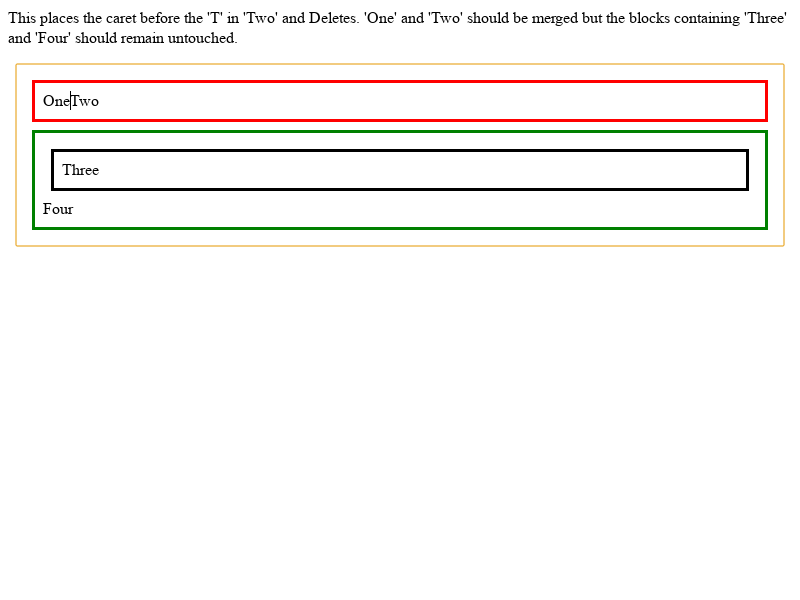 This places the caret before the 'T' in 'Two' and Deletes. 'One' and 'Two' should be merged but the blocks containing 'Three'
and 'Four' should remain untouched.
OneTwo
Three
Four